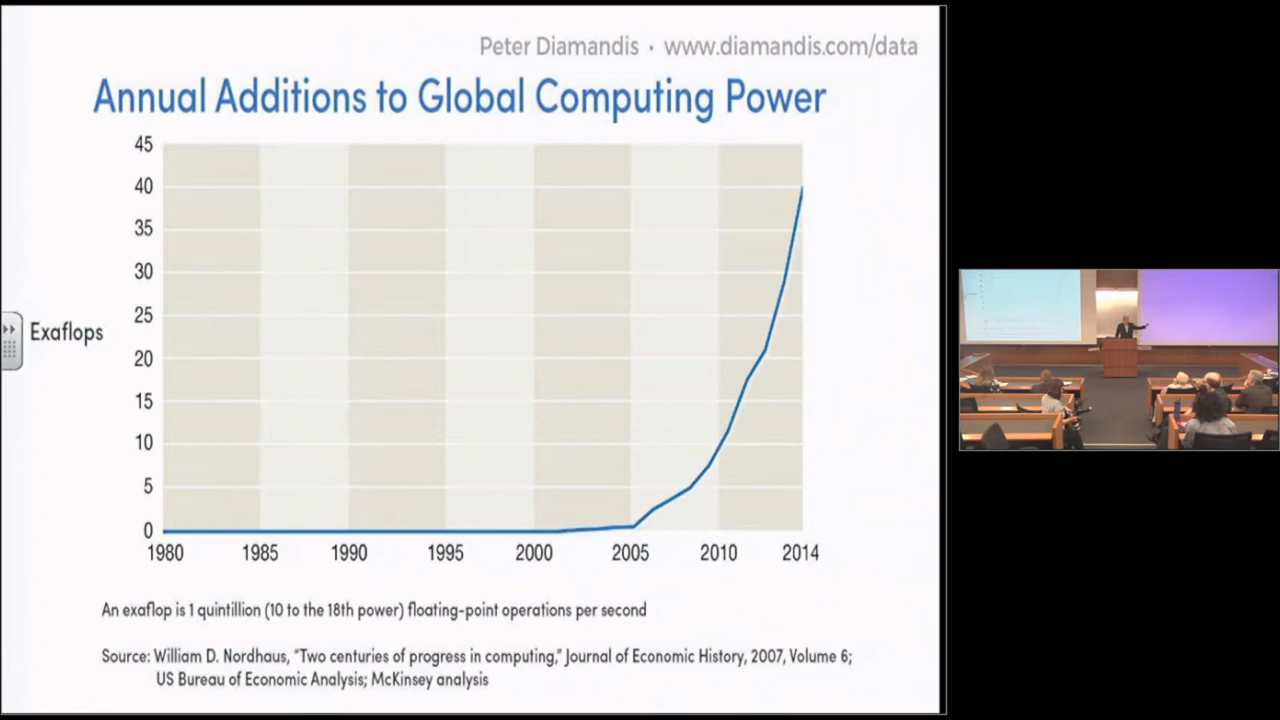 Peter Diamandis • www.diamandis.com/data
Annual Additions to Global Computing Power
45
40
35
30
25
20
15
10
5
0
Exaflops
1980 1985 1990 1995 2000 2005 2010 2014
An exaflop is 1 quintillion (10 to the 18th power) floating-point operations per second
Source: William D. Nordhaus, "Two centuries of progress in computing," Journal of Economic History, 2007, Volume 6;
US Bureau of Economic Analysis; McKinsey analysis